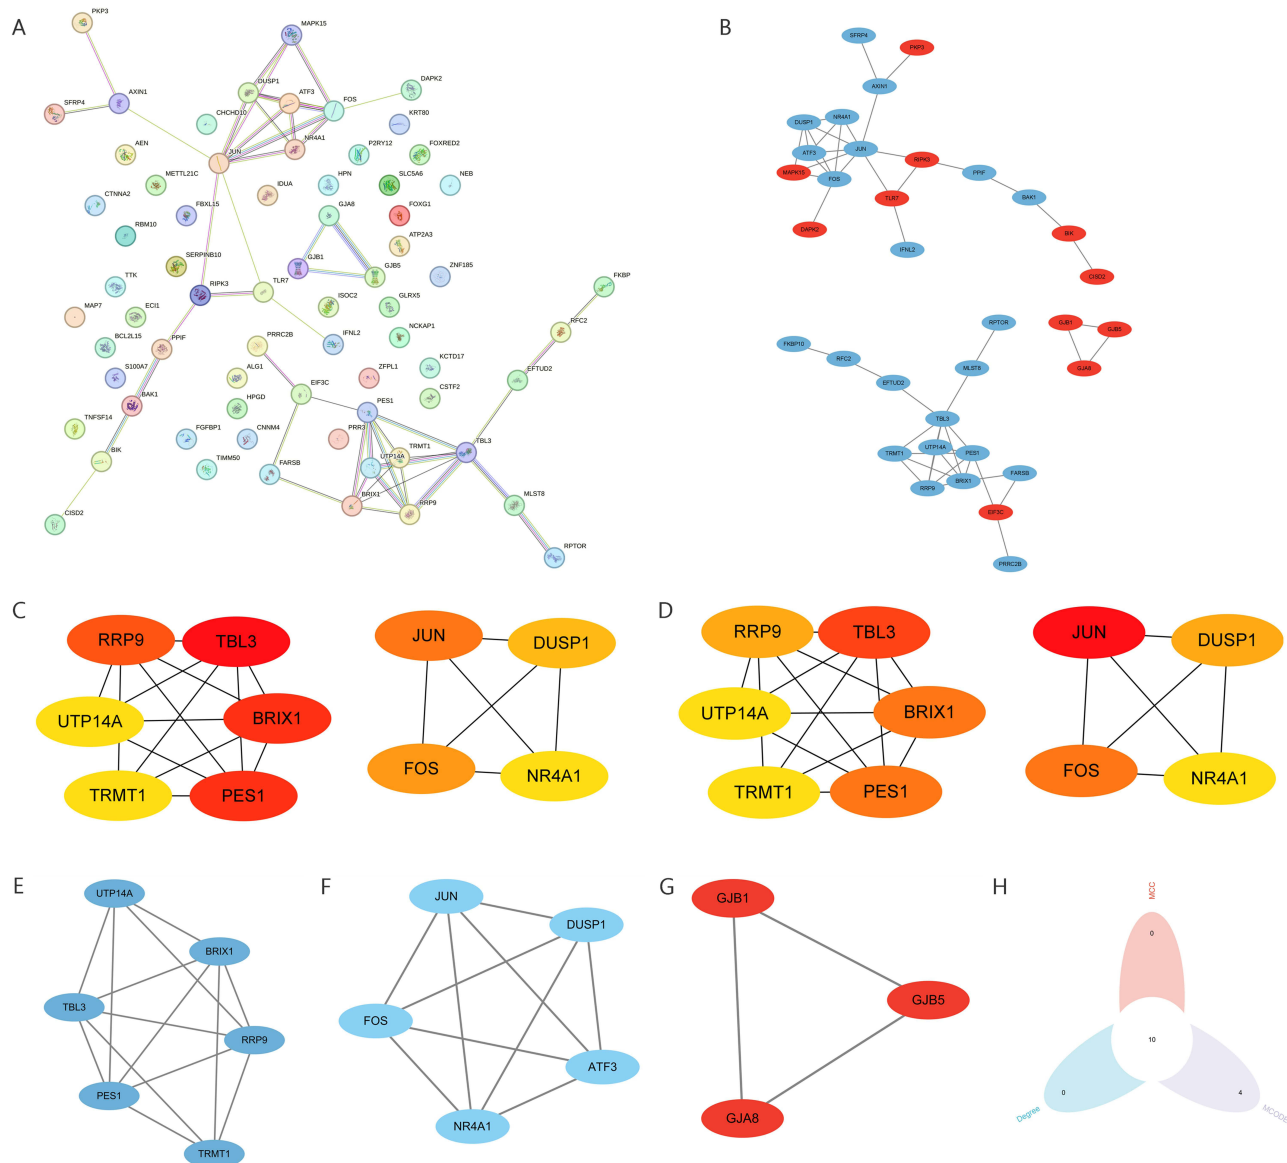 A
PKP3
MAPK15
SFRP4
AXIN1
DUSP1
ATF3
FOS
DAPK2
CHCHD10
KRT80
AEN
JUN
NR4A1
P2RY12
FOXRED2
METTL21C
IDUA
HPN
SLC5A6
NEB
CTNNA2
FBXL15
GJA8
FOXG1
RBM10
ATP2A3
SERPINB10
GJB1
GJB5
ZNF185
TTK
RIPK3
TLR7
FKBP
MAP7
ECI1
ISOC2
GLRX5
RFC2
BCL2L15
PPIF
PRRC2B
IFNL2
NCKAP1
S100A7
ALG1
ZFPL1
KCTD17
EFTUD2
BAK1
HPGD
EIF3C
CSTF2
TNFSF14
FGFBP1
CNNM4
PES1
PRR3
TRMT1
TBL3
BIK
TIMM50
FARSB
UTP14A
BRIX1
RRP9
MLST8
CISD2
RPTOR
B
SFRP4
PKP3
AXIN1
DUSP1
NR4A1
ATF3
JUN
MAPK15
FOS
RIPK3
PPIF
TLR7
BAK1
DAPK2
IFNL2
BIK
CISD2
RPTOR
GJB1
GJB5
GJA8
FKBP10
RFC2
MLST8
EFTUD2
TBL3
TRMT1
UTP14A
PES1
RRP9
BRIX1
FARSB
EIF3C
PRRC2B
C
RRP9
TBL3
UTP14A
BRIX1
TRMT1
PES1
JUN
DUSP1
FOS
NR4A1
D
RRP9
TBL3
UTP14A
BRIX1
TRMT1
PES1
JUN
DUSP1
FOS
NR4A1
E
UTP14A
BRIX1
TBL3
RRP9
PES1
TRMT1
F
JUN
DUSP1
FOS
ATF3
NR4A1
G
GJB1
GJB5
GJA8
H
MCC
0
10
0
4
Degree